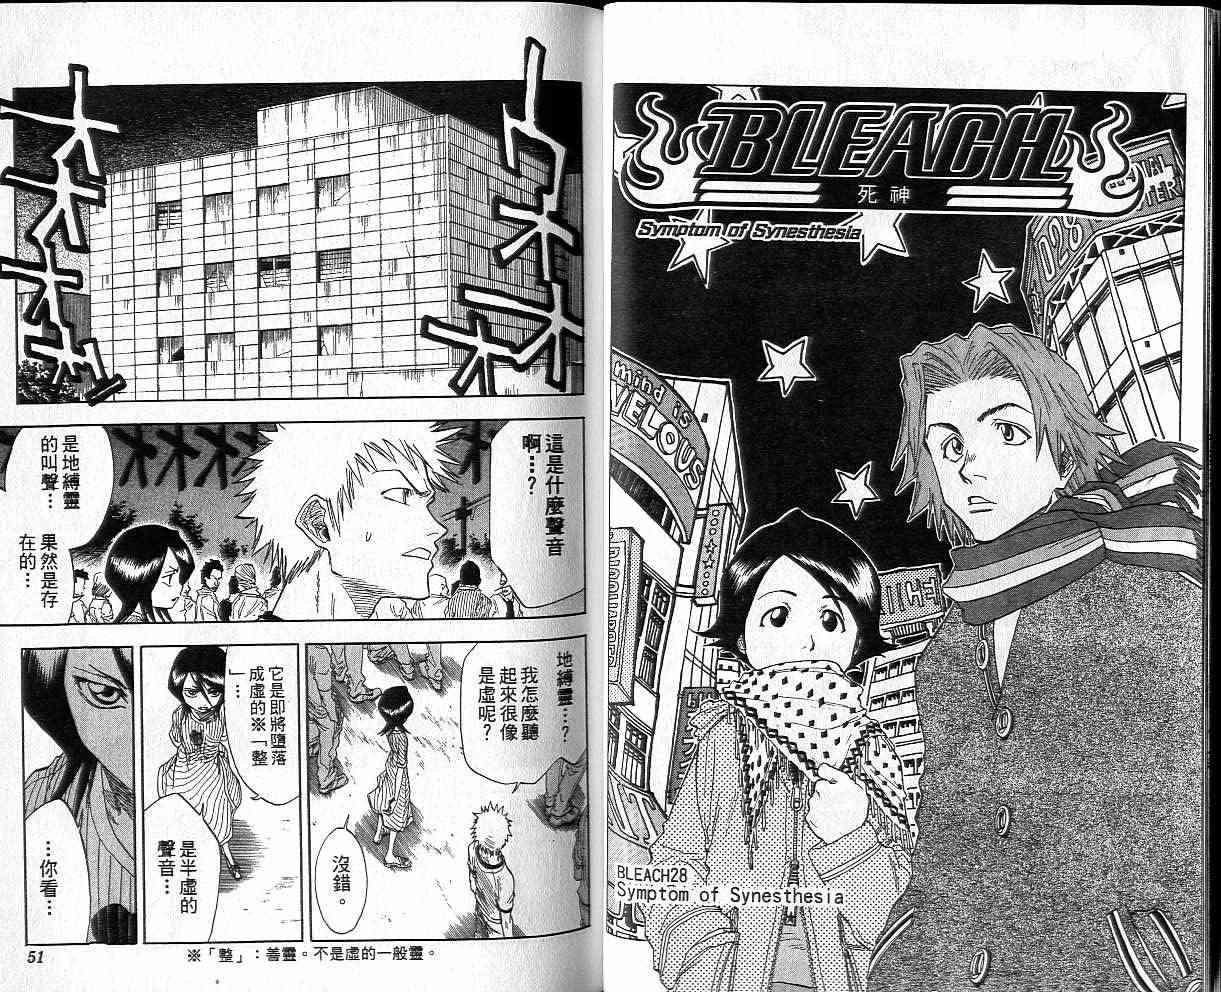 BLEACH
死神
Symptom of Synesthesia
mind is
VELOUS
BLEACH28
Symptom of Synesthesia
這是什麼聲音
啊…?
是地縛靈
的叫聲…
果然是存
在的…
地縛靈…?
我怎麼聽
起來很像
是虛呢?
沒錯。
它是即將墮落
成虛的※「整
」…
是半虛的
聲音…
…你看…
※「整」:善靈。不是虛的一般靈。
51